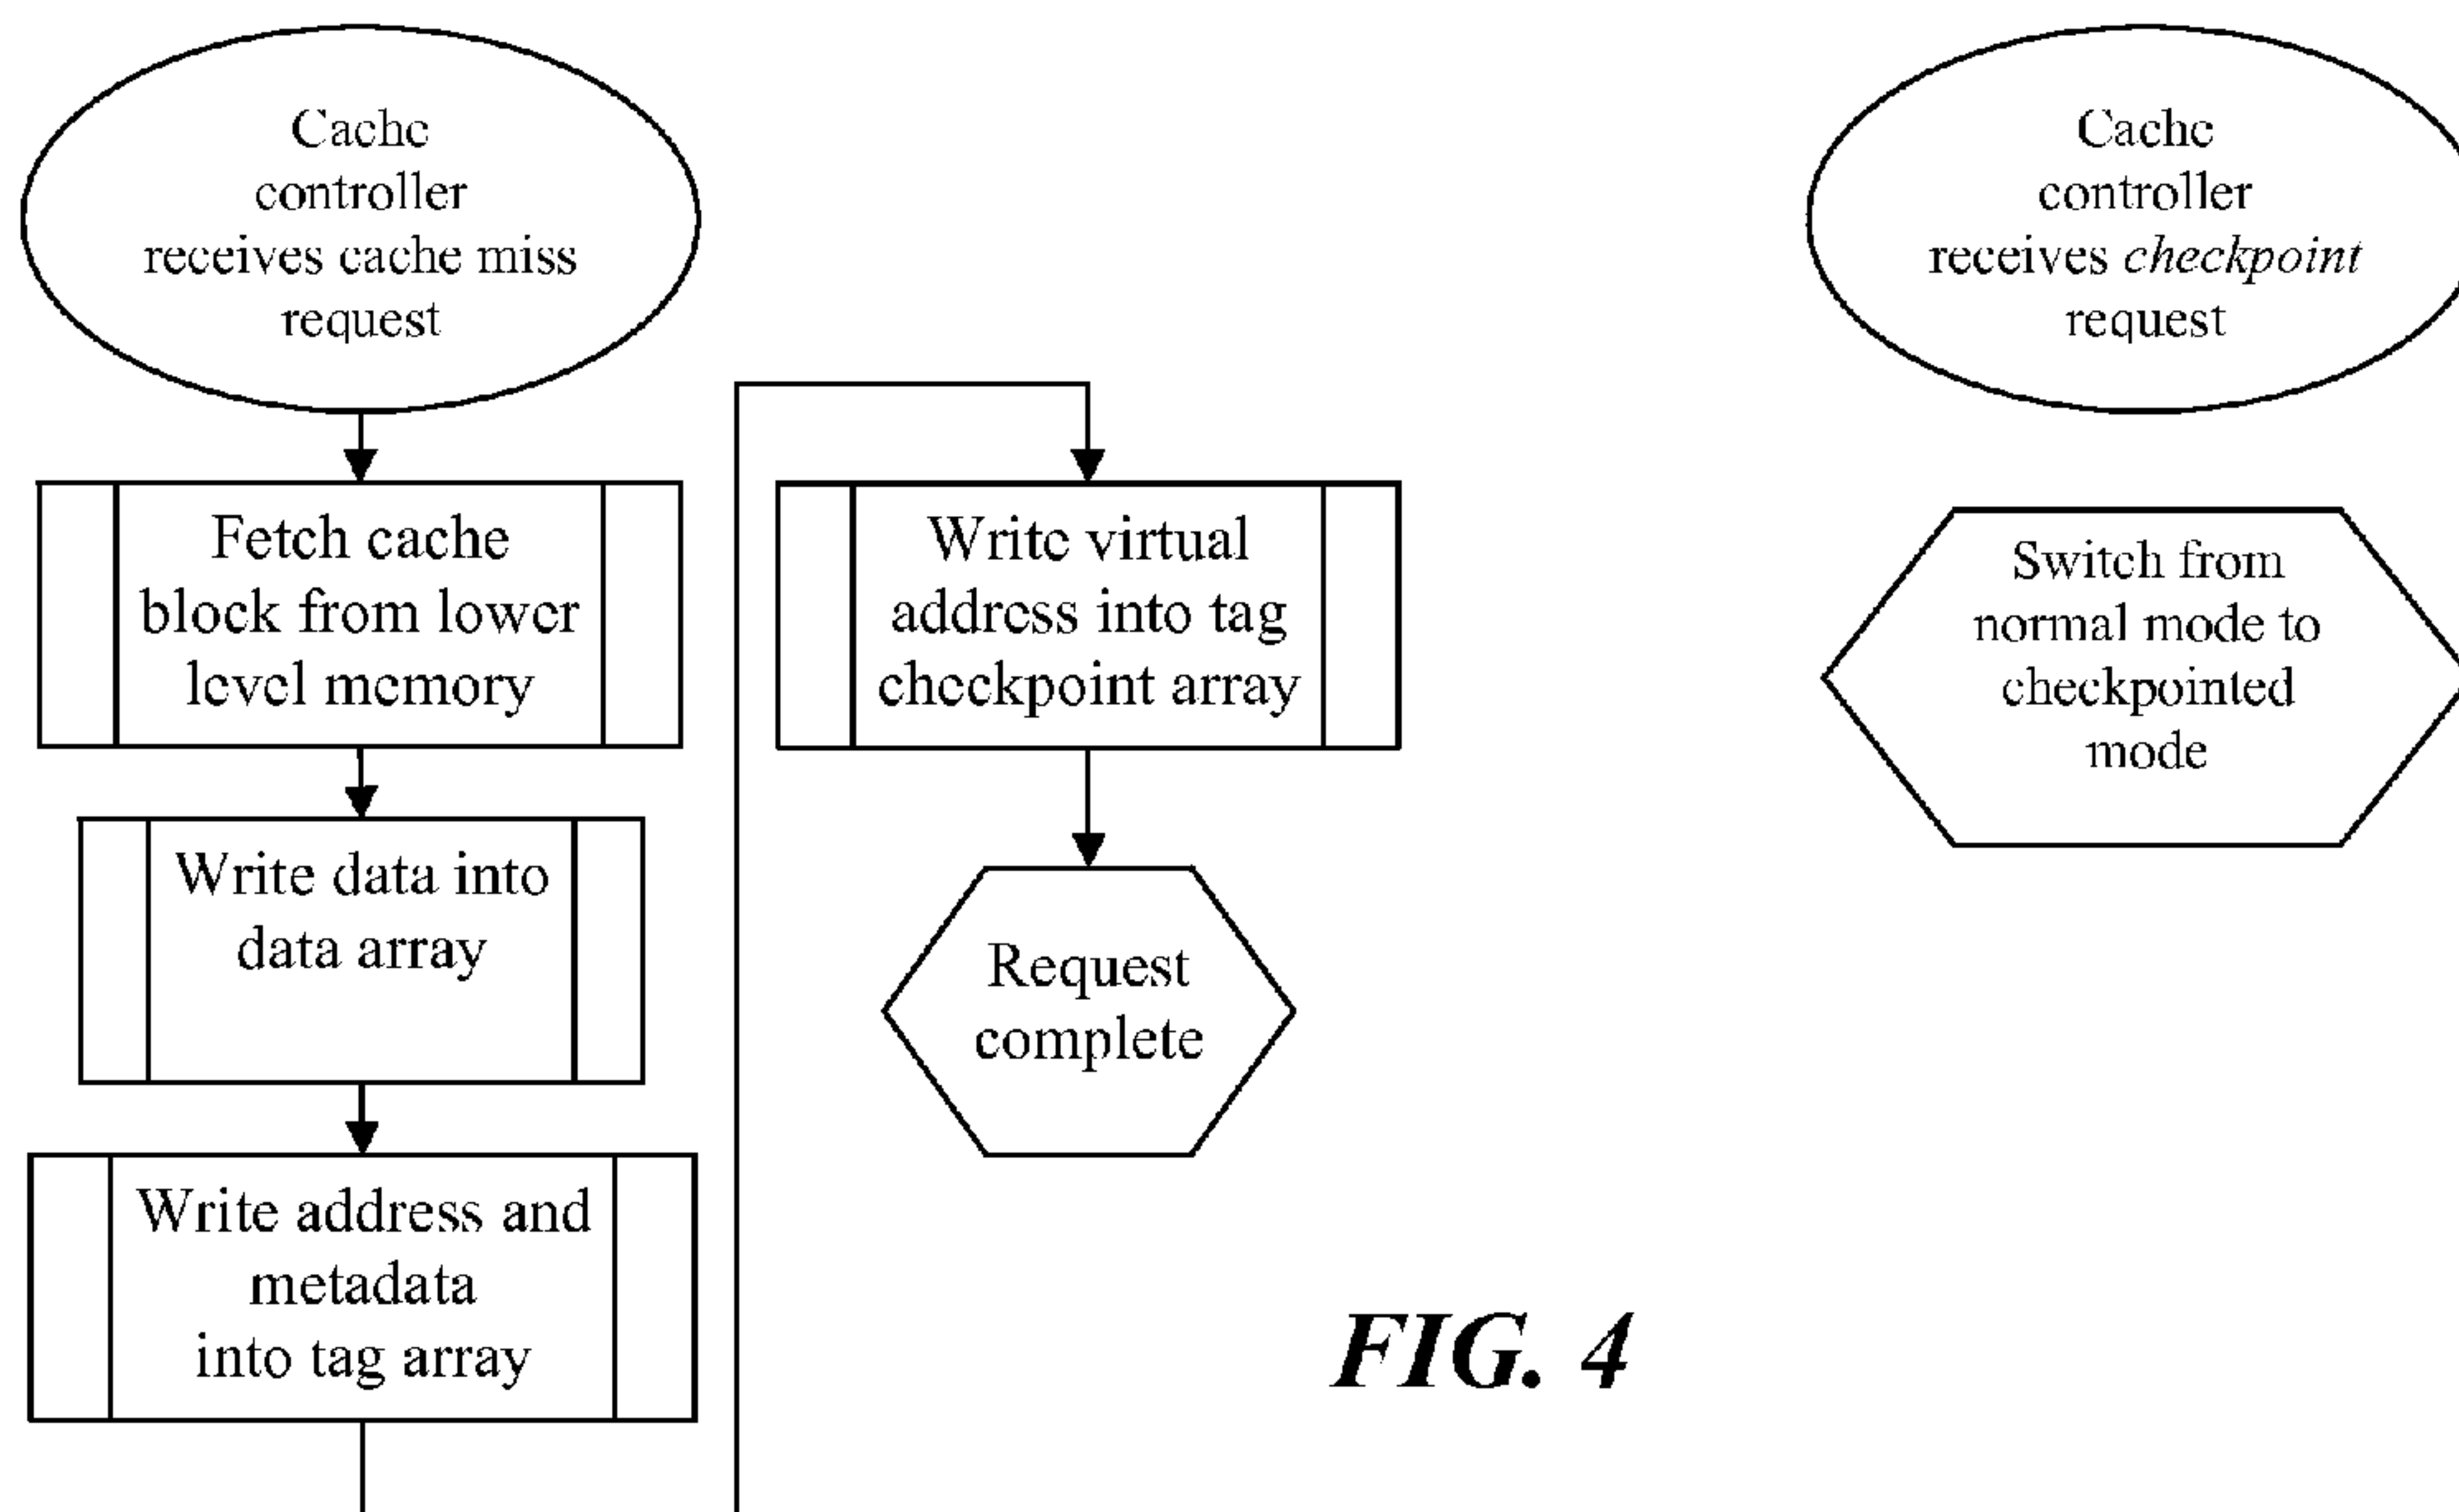 Cache
controller
receives cache miss
request
Fetch cache
block from lower
level memory
Write data into
data array
Write address and
metadata
into tag array
Write virtual
address into tag
checkpoint array
Request
complete
Cache
controller
receives checkpoint
request
Switch from
normal mode to
checkpointed
mode
FIG. 4